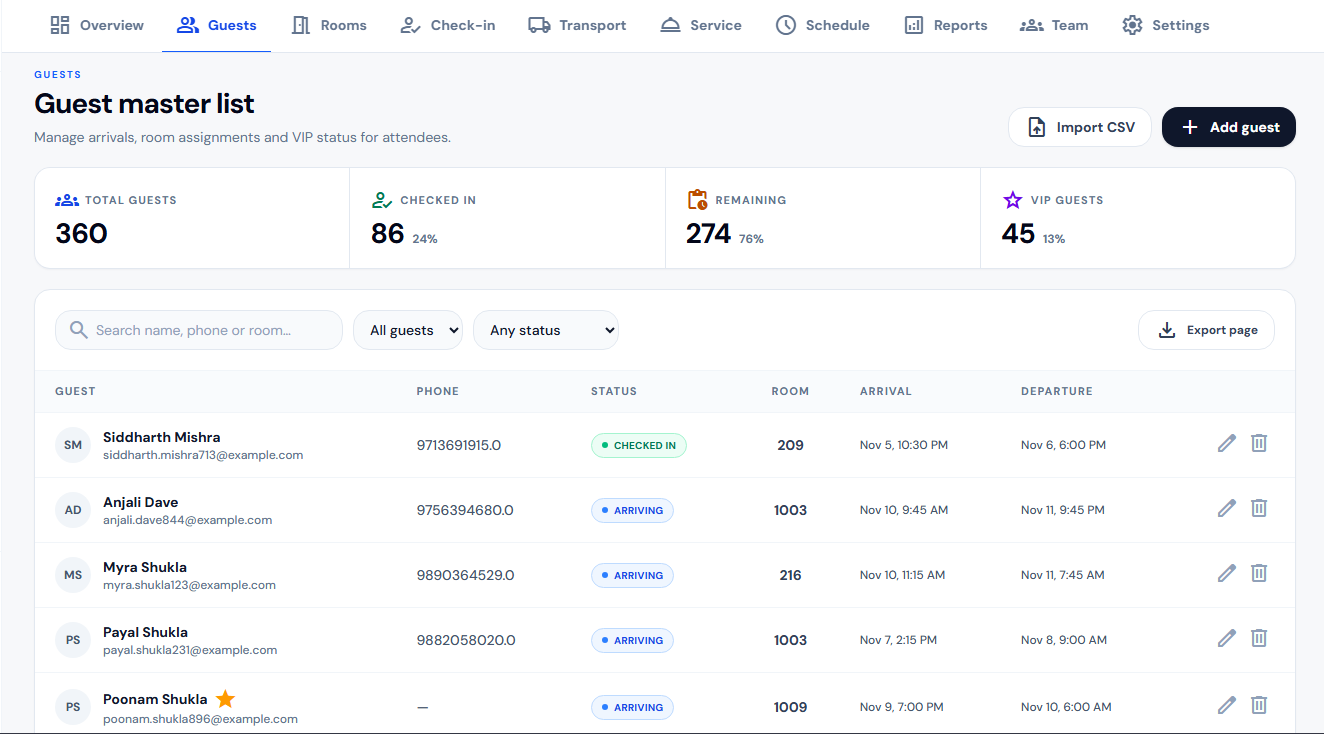 Overview Guests Rooms Check-in Transport Service Schedule Reports Team Settings
GUESTS
Guest master list
Manage arrivals, room assignments and VIP status for attendees.
Import CSV Add guest
TOTAL GUESTS CHECKED IN REMAINING VIP GUESTS
360 86 24% 274 76% 45 13%
Search name, phone or room... All guests Any status Export page
GUEST PHONE STATUS ROOM ARRIVAL DEPARTURE
SM Siddharth Mishra 9713691915.0 CHECKED IN 209 Nov 5, 10:30 PM Nov 6, 6:00 PM
siddharth.mishra713@example.com
AD Anjali Dave 9756394680.0 ARRIVING 1003 Nov 10, 9:45 AM Nov 11, 9:45 PM
anjali.dave844@example.com
MS Myra Shukla 9890364529.0 ARRIVING 216 Nov 10, 11:15 AM Nov 11, 7:45 AM
myra.shukla123@example.com
PS Payal Shukla 9882058020.0 ARRIVING 1003 Nov 7, 2:15 PM Nov 8, 9:00 AM
payal.shukla231@example.com
PS Poonam Shukla — ARRIVING 1009 Nov 9, 7:00 PM Nov 10, 6:00 AM
poonam.shukla896@example.com